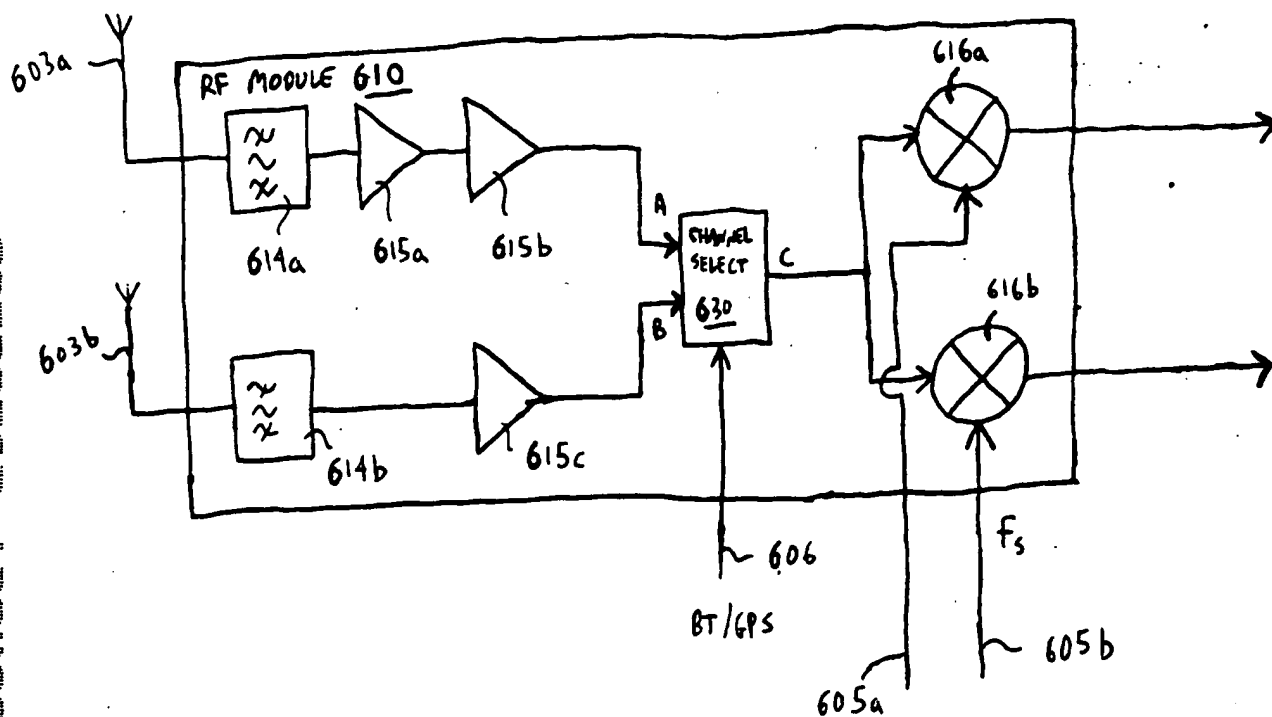 603a
RF MODULE 610
616a
614a
615a
615b
A
CHANNEL
SELECT
630
C
B
603b
616b
614b
615c
606
BT/GPS
Fs
605a
605b